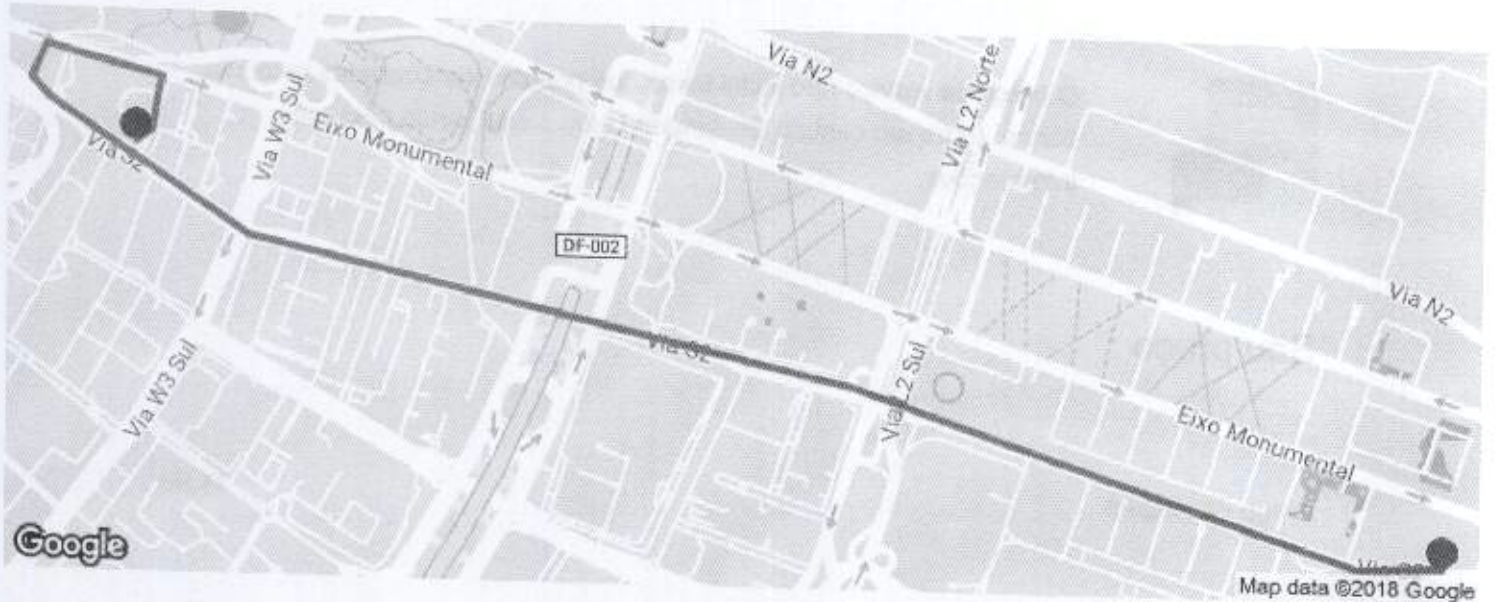 Via N2
Via L2 Norte
Via S2
Via W3 Sul
Eixo Monumental
DF-002
Via N2
Via S2
Via W3 Sul
Via L2 Sul
Eixo Monumental
Google
Map data ©2018 Google